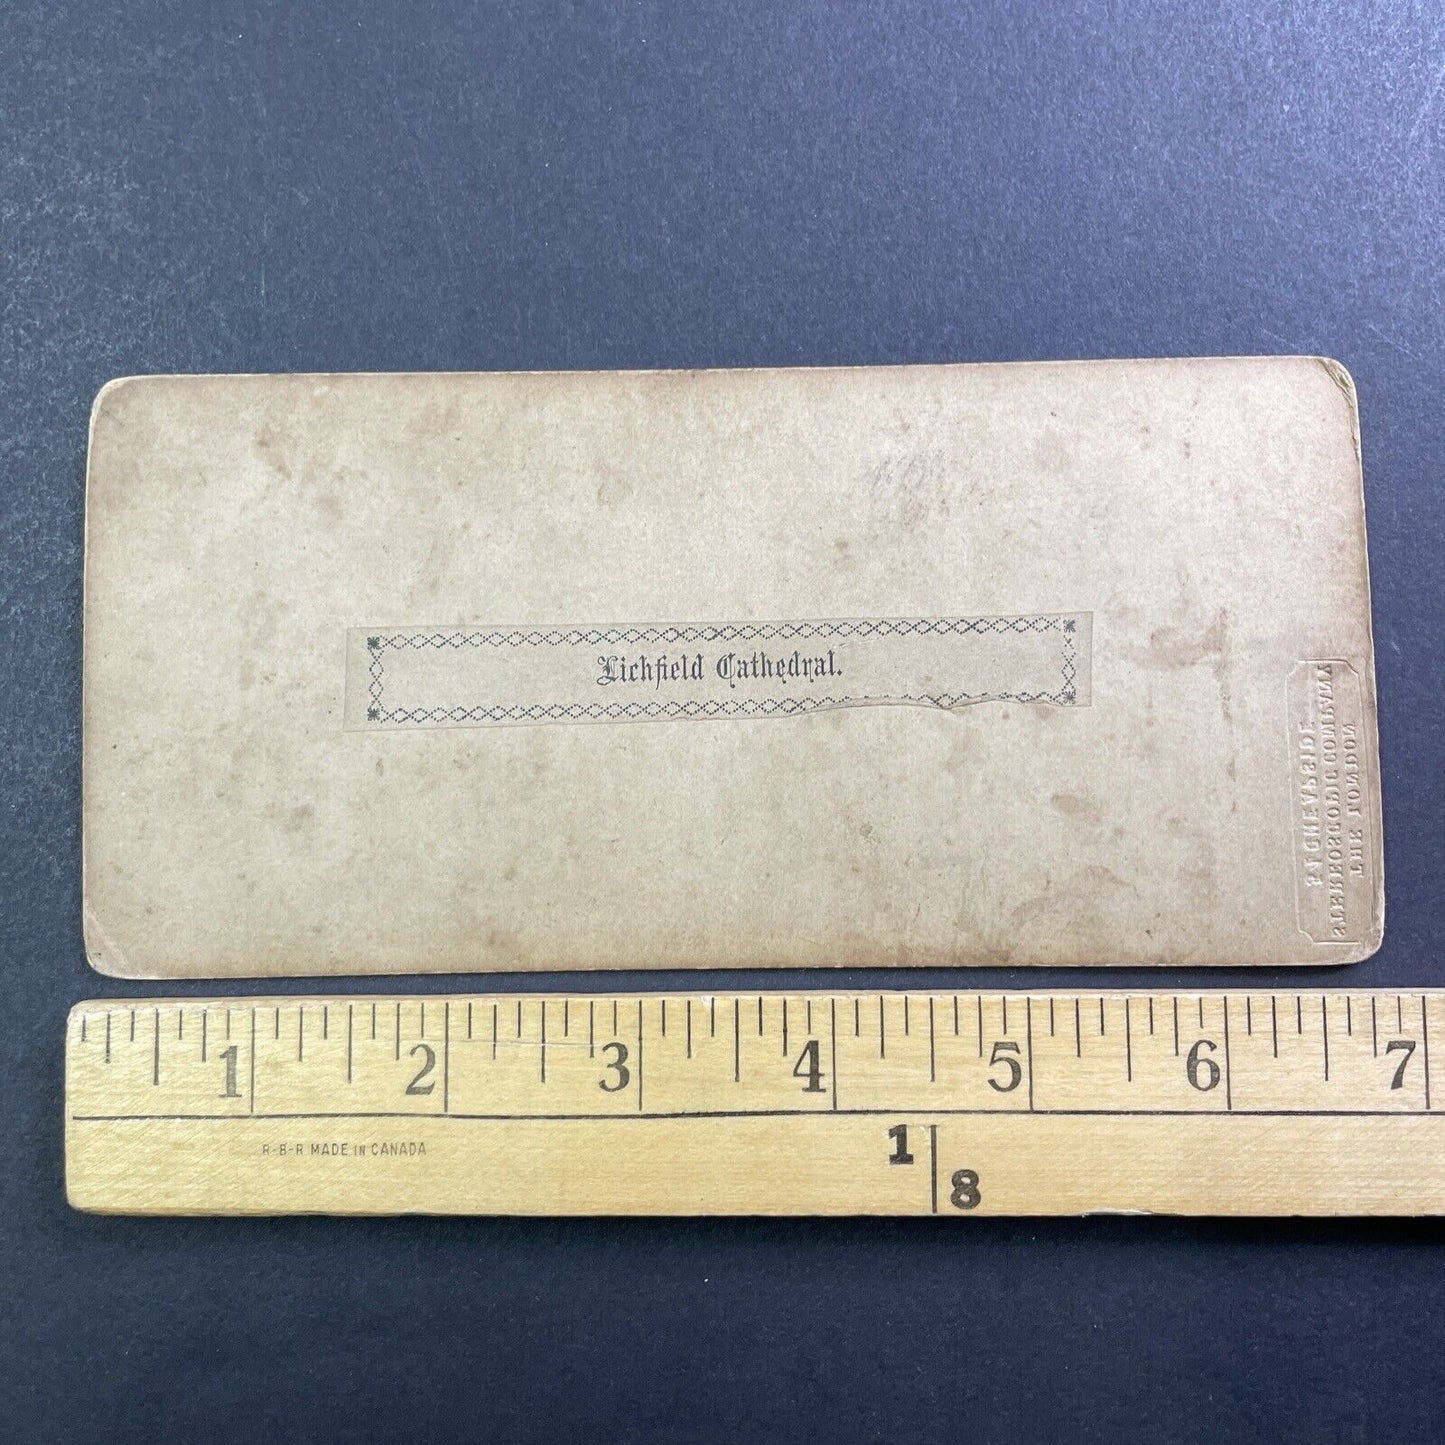 Lichfield Cathedral.
THE LONDON
STEREOSCOPIC COMPANY
54 CHEAPSIDE
1 2 3 4 5 6 7
R-B-R MADE IN CANADA
1
8